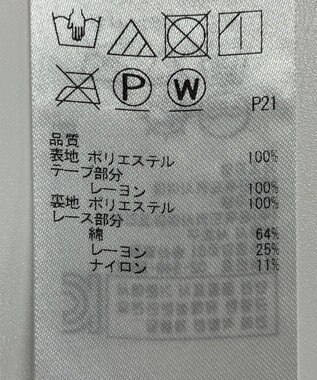 P
W
P21
品質
表地 ポリエステル 100%
テープ部分
レーヨン 100%
裏地 ポリエステル 100%
レース部分
綿 64%
レーヨン 25%
ナイロン 11%